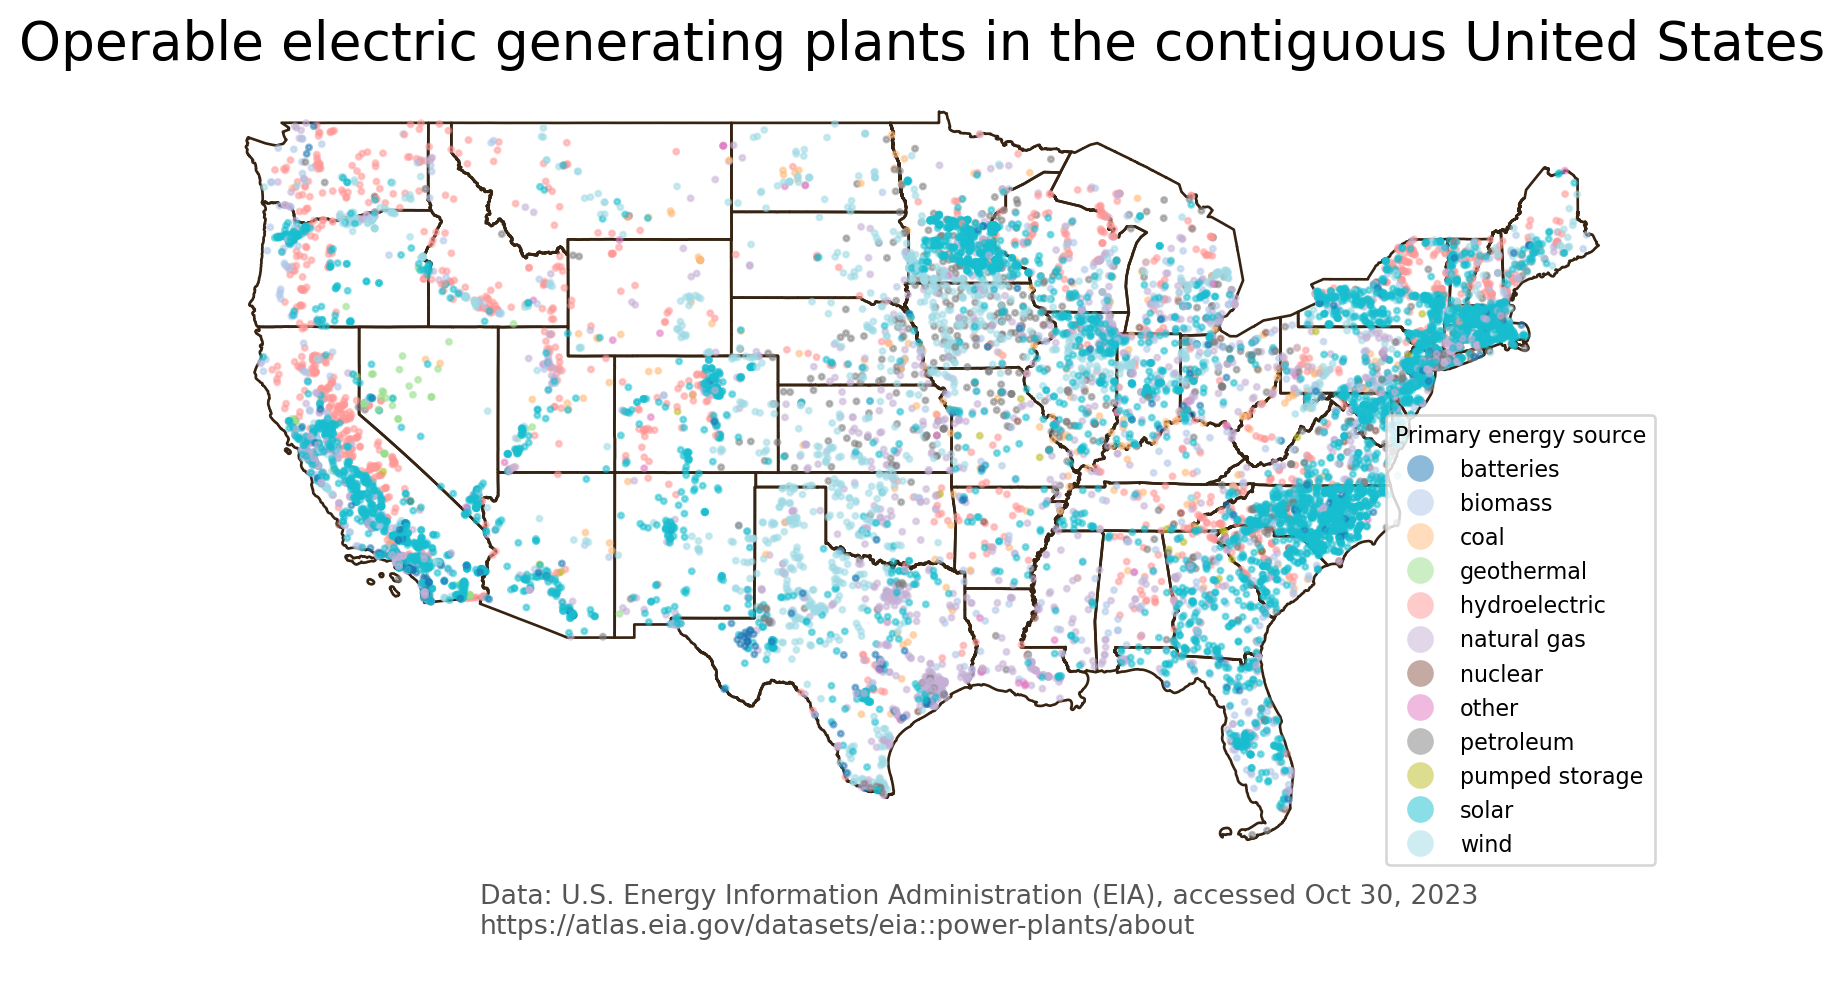 Operable electric generating plants in the contiguous United States
Primary energy source
batteries
biomass
coal
geothermal
hydroelectric
natural gas
nuclear
other
petroleum
pumped storage
solar
wind
Data: U.S. Energy Information Administration (EIA), accessed Oct 30, 2023
https://atlas.eia.gov/datasets/eia::power-plants/about